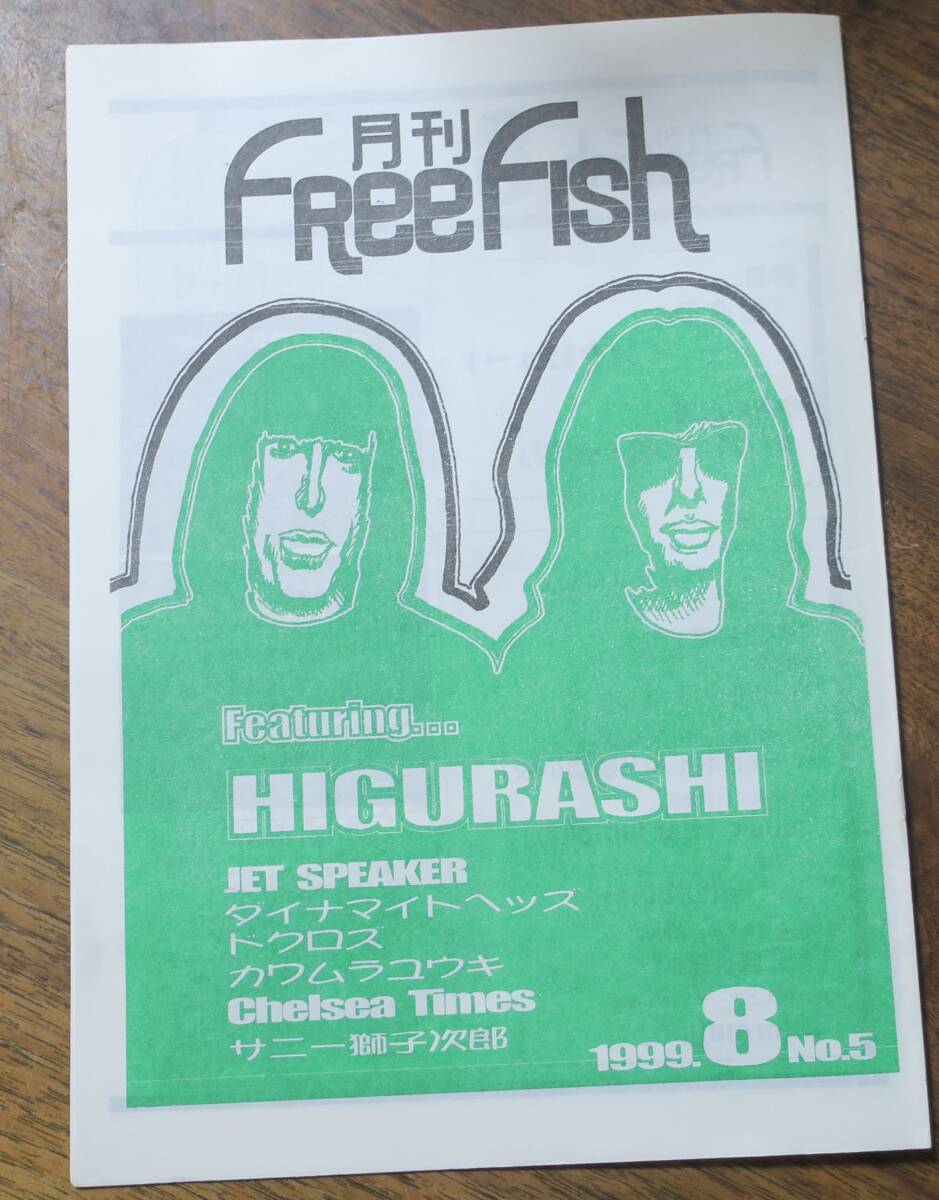 月刊
FReeFish
Featuring...
HIGURASHI
JET SPEAKER
ダイナマイトヘッズ
ドクロズ
カワムラユウキ
Chelsea Times
サニー獅子次郎
1999.8 No.5